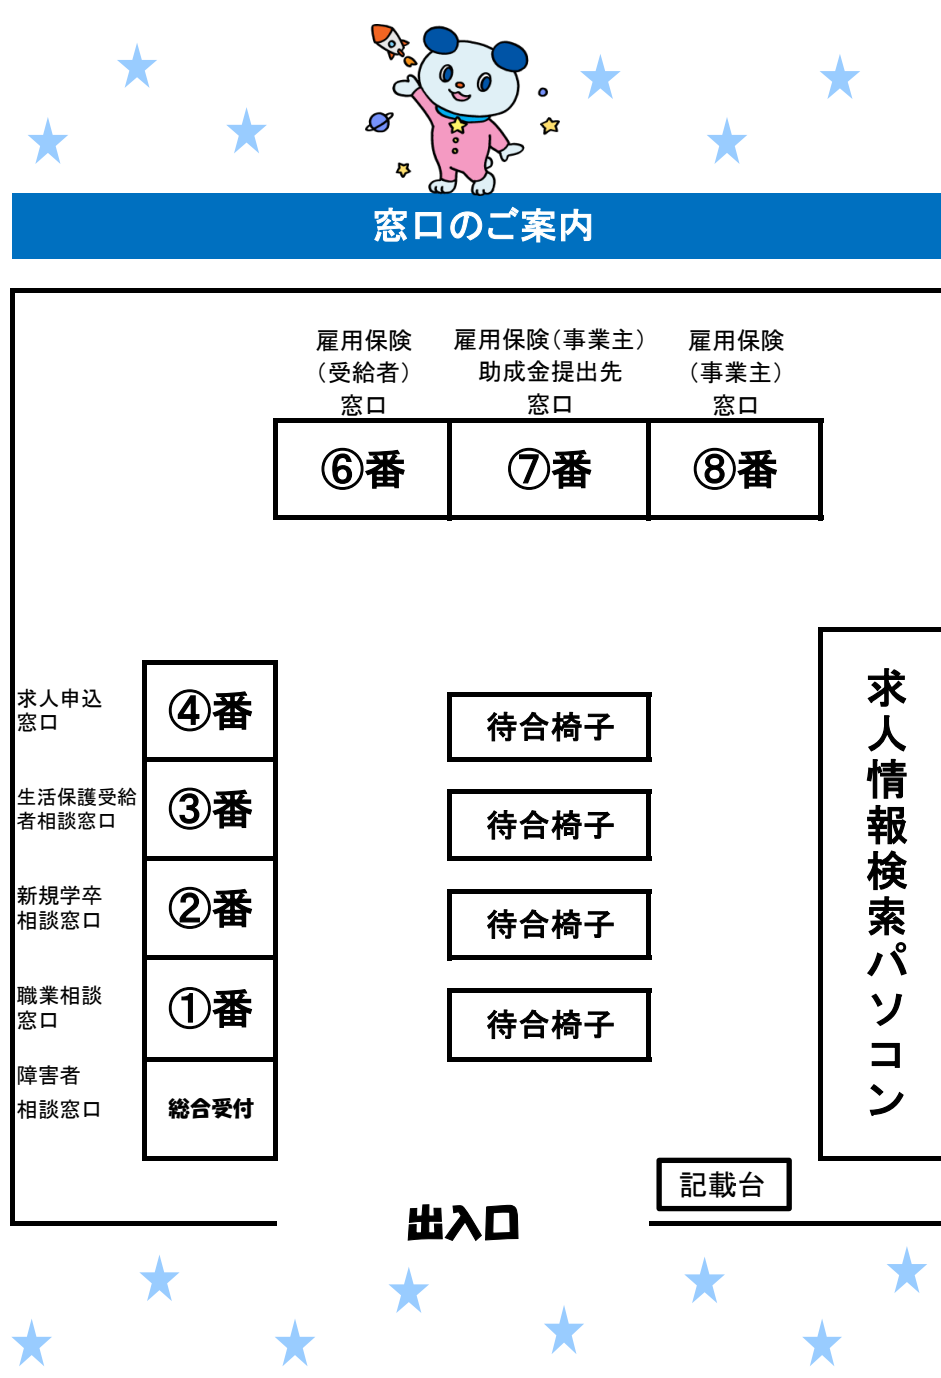 窓口のご案内
雇用保険
（受給者）
窓口
雇用保険（事業主）
助成金提出先
窓口
雇用保険
（事業主）
窓口
⑥番
⑦番
⑧番
求人申込
窓口
④番
生活保護受給
者相談窓口
③番
新規学卒
相談窓口
②番
職業相談
窓口
①番
障害者
相談窓口
総合受付
待合椅子
待合椅子
待合椅子
待合椅子
求人情報検索パソコン
記載台
出入口